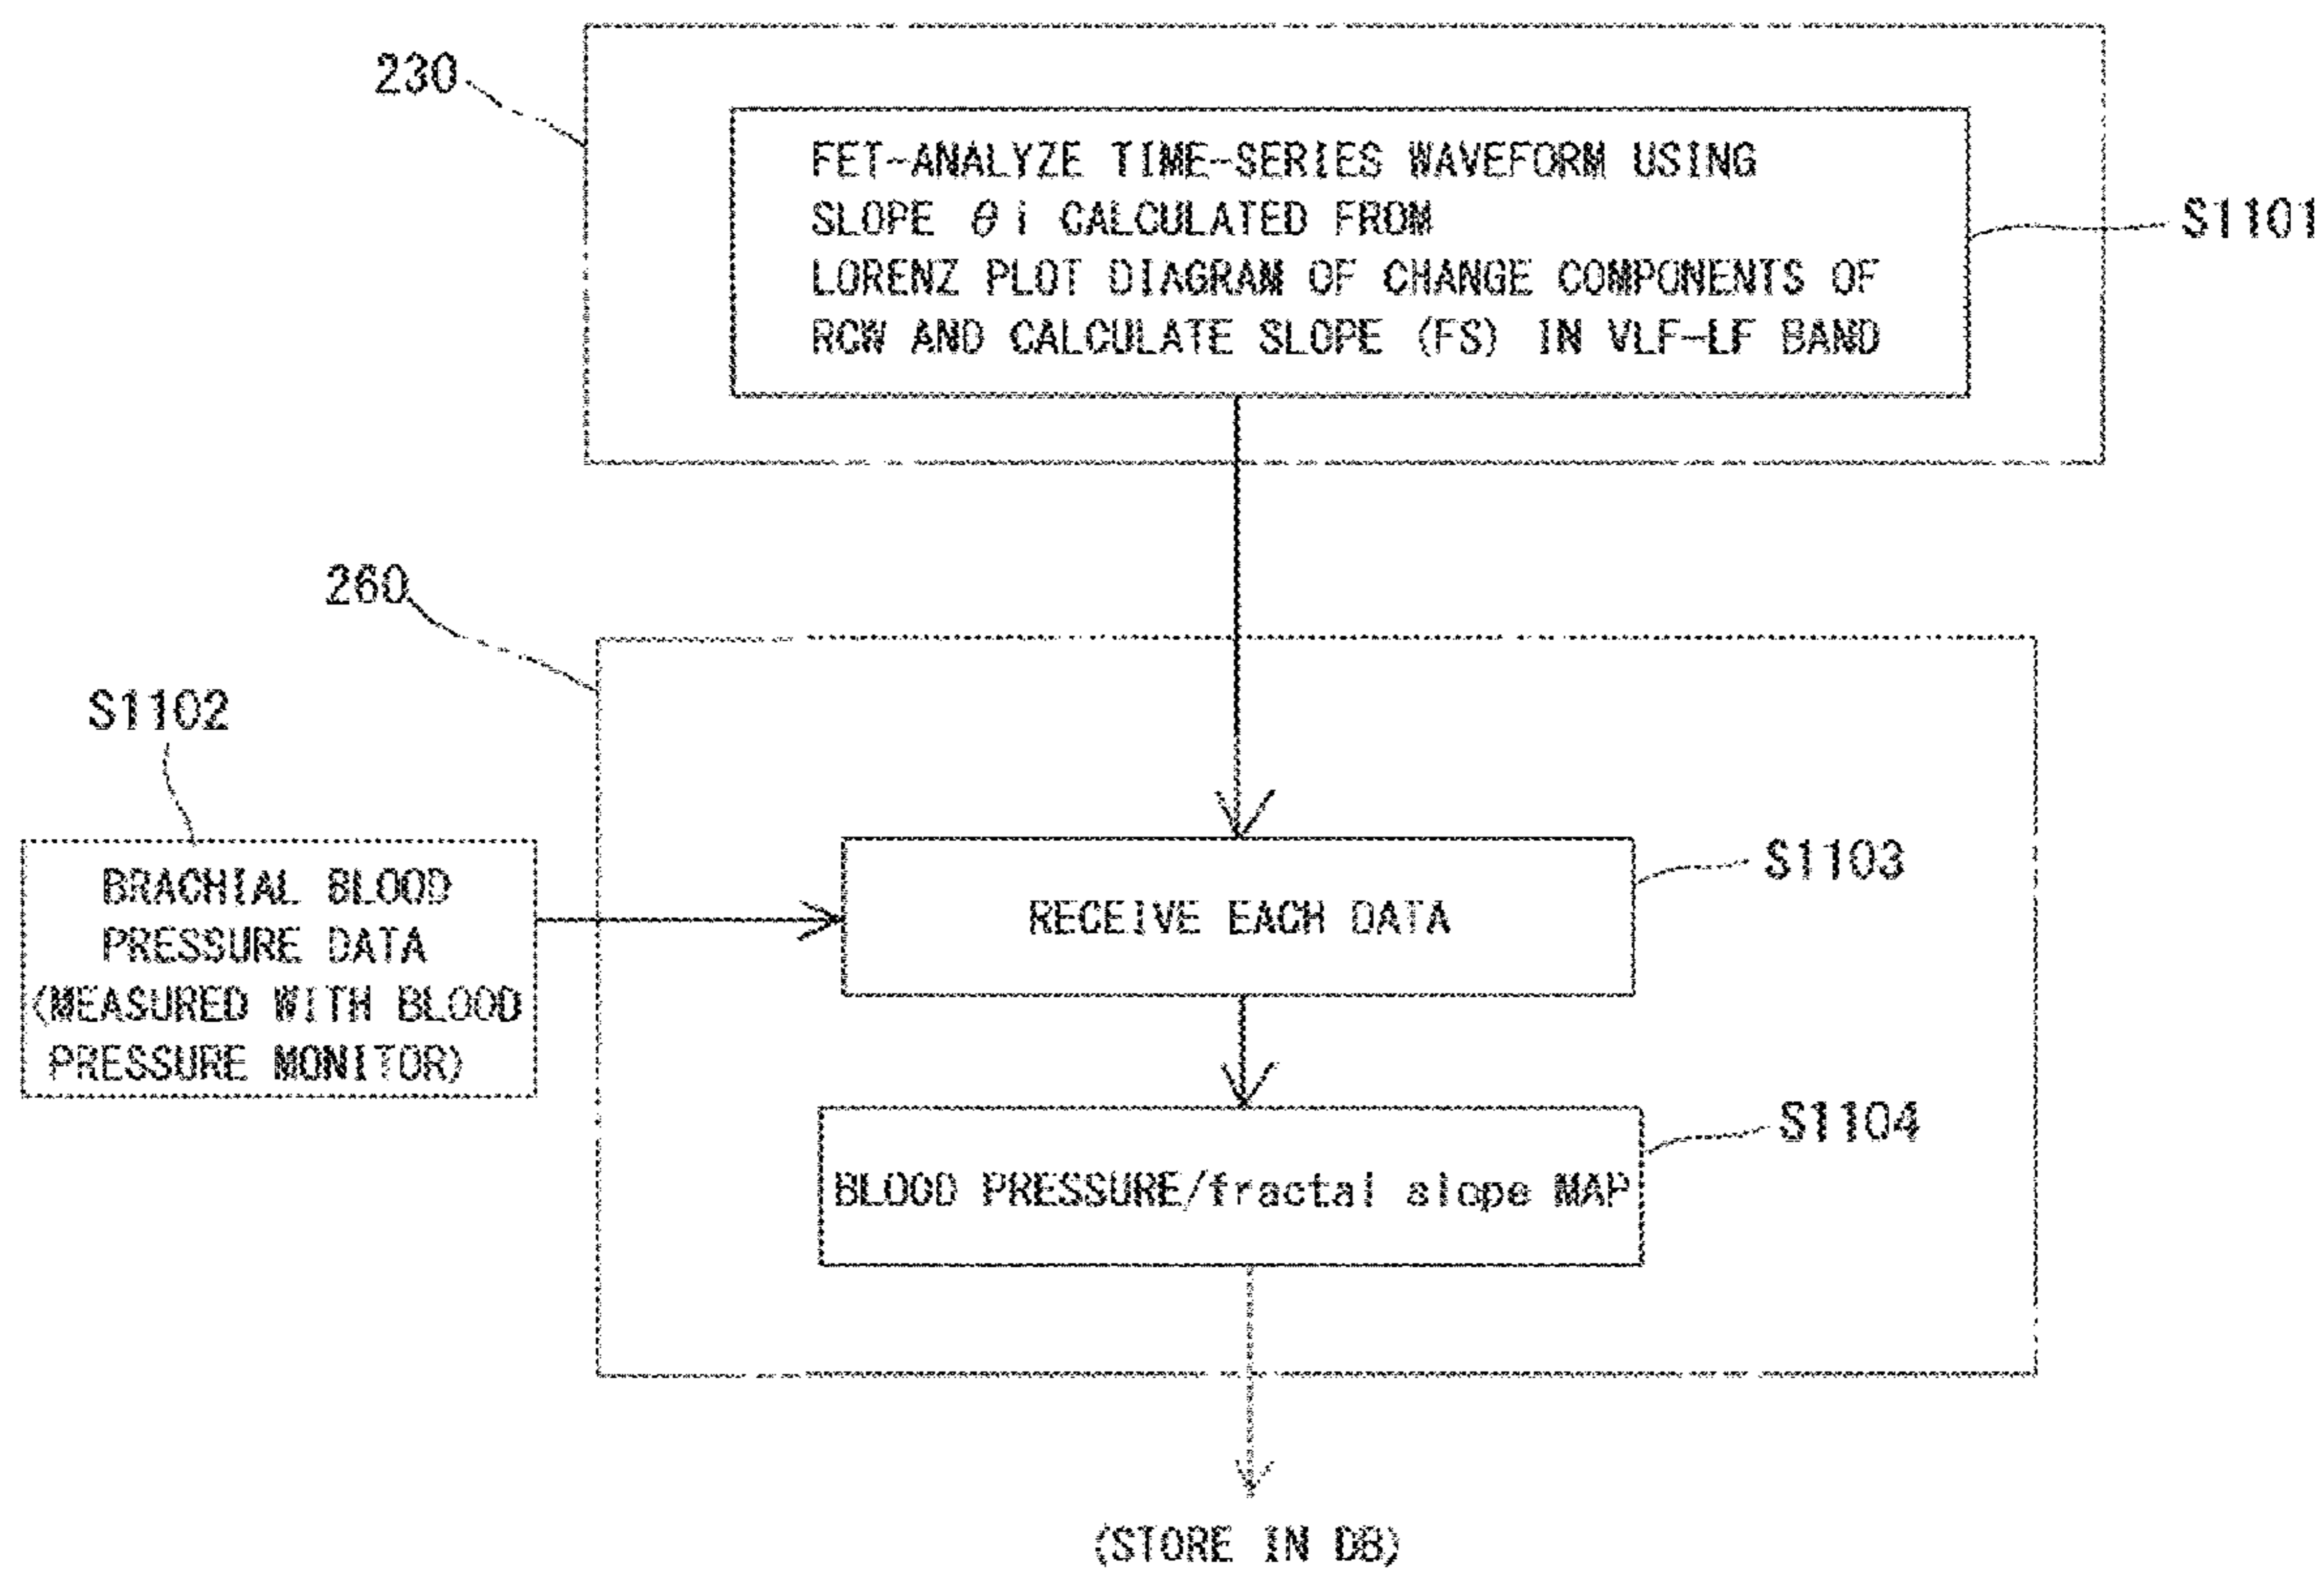 230
FET-ANALYZE TIME-SERIES WAVEFORM USING
SLOPE θi CALCULATED FROM
LORENZ PLOT DIAGRAM OF CHANGE COMPONENTS OF
RCW AND CALCULATE SLOPE (FS) IN VLF-LF BAND
S1101
260
S1102
BRACHIAL BLOOD
PRESSURE DATA
(MEASURED WITH BLOOD
PRESSURE MONITOR)
RECEIVE EACH DATA
S1103
BLOOD PRESSURE/fractal slope MAP
S1104
(STORE IN DB)